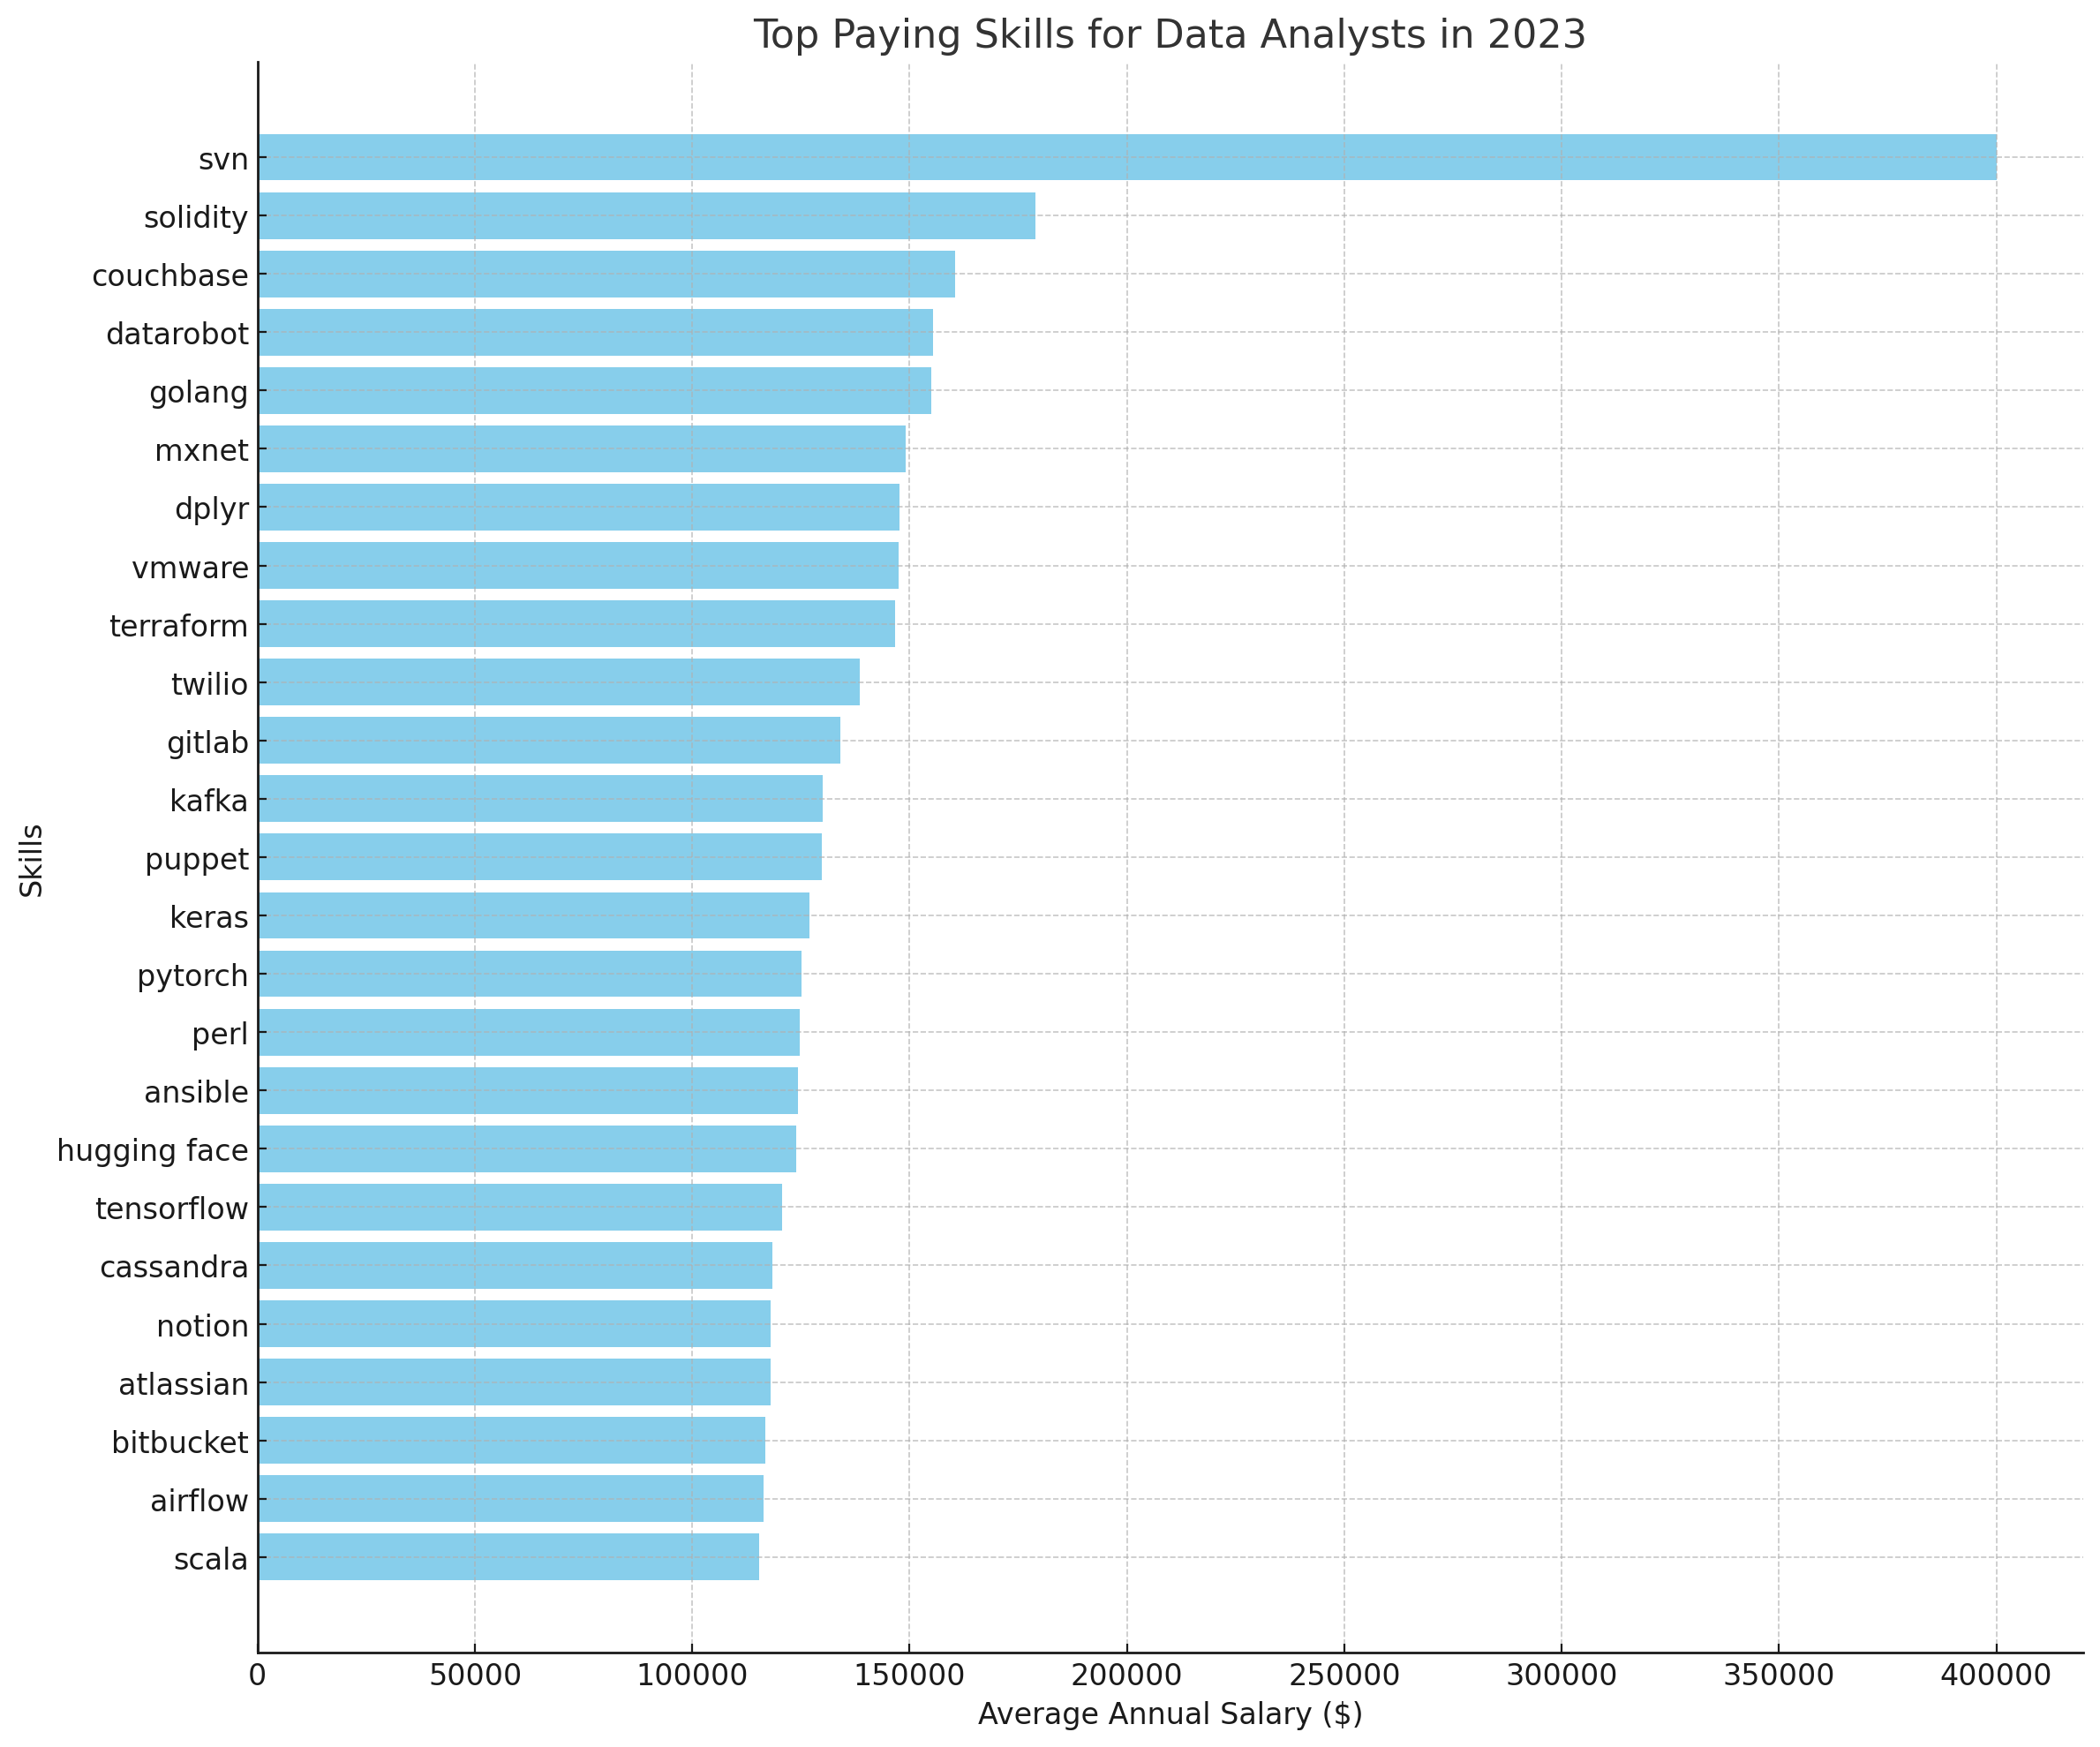 Top Paying Skills for Data Analysts in 2023
svn
solidity
couchbase
datarobot
golang
mxnet
dplyr
vmware
terraform
twilio
gitlab
kafka
puppet
keras
pytorch
perl
ansible
hugging face
tensorflow
cassandra
notion
atlassian
bitbucket
airflow
scala
Skills
0 50000 100000 150000 200000 250000 300000 350000 400000
Average Annual Salary ($)